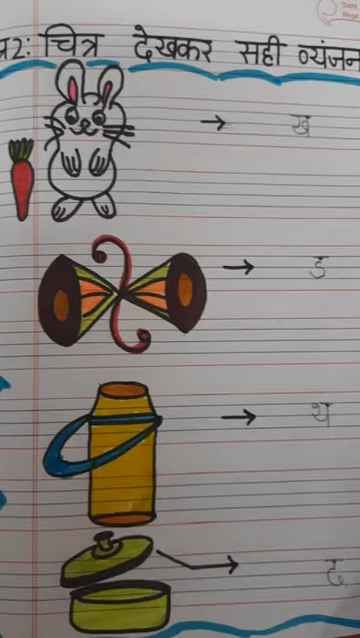 प्र2: चित्र देखकर सही व्यंजन
ख
ड
थ
ढ